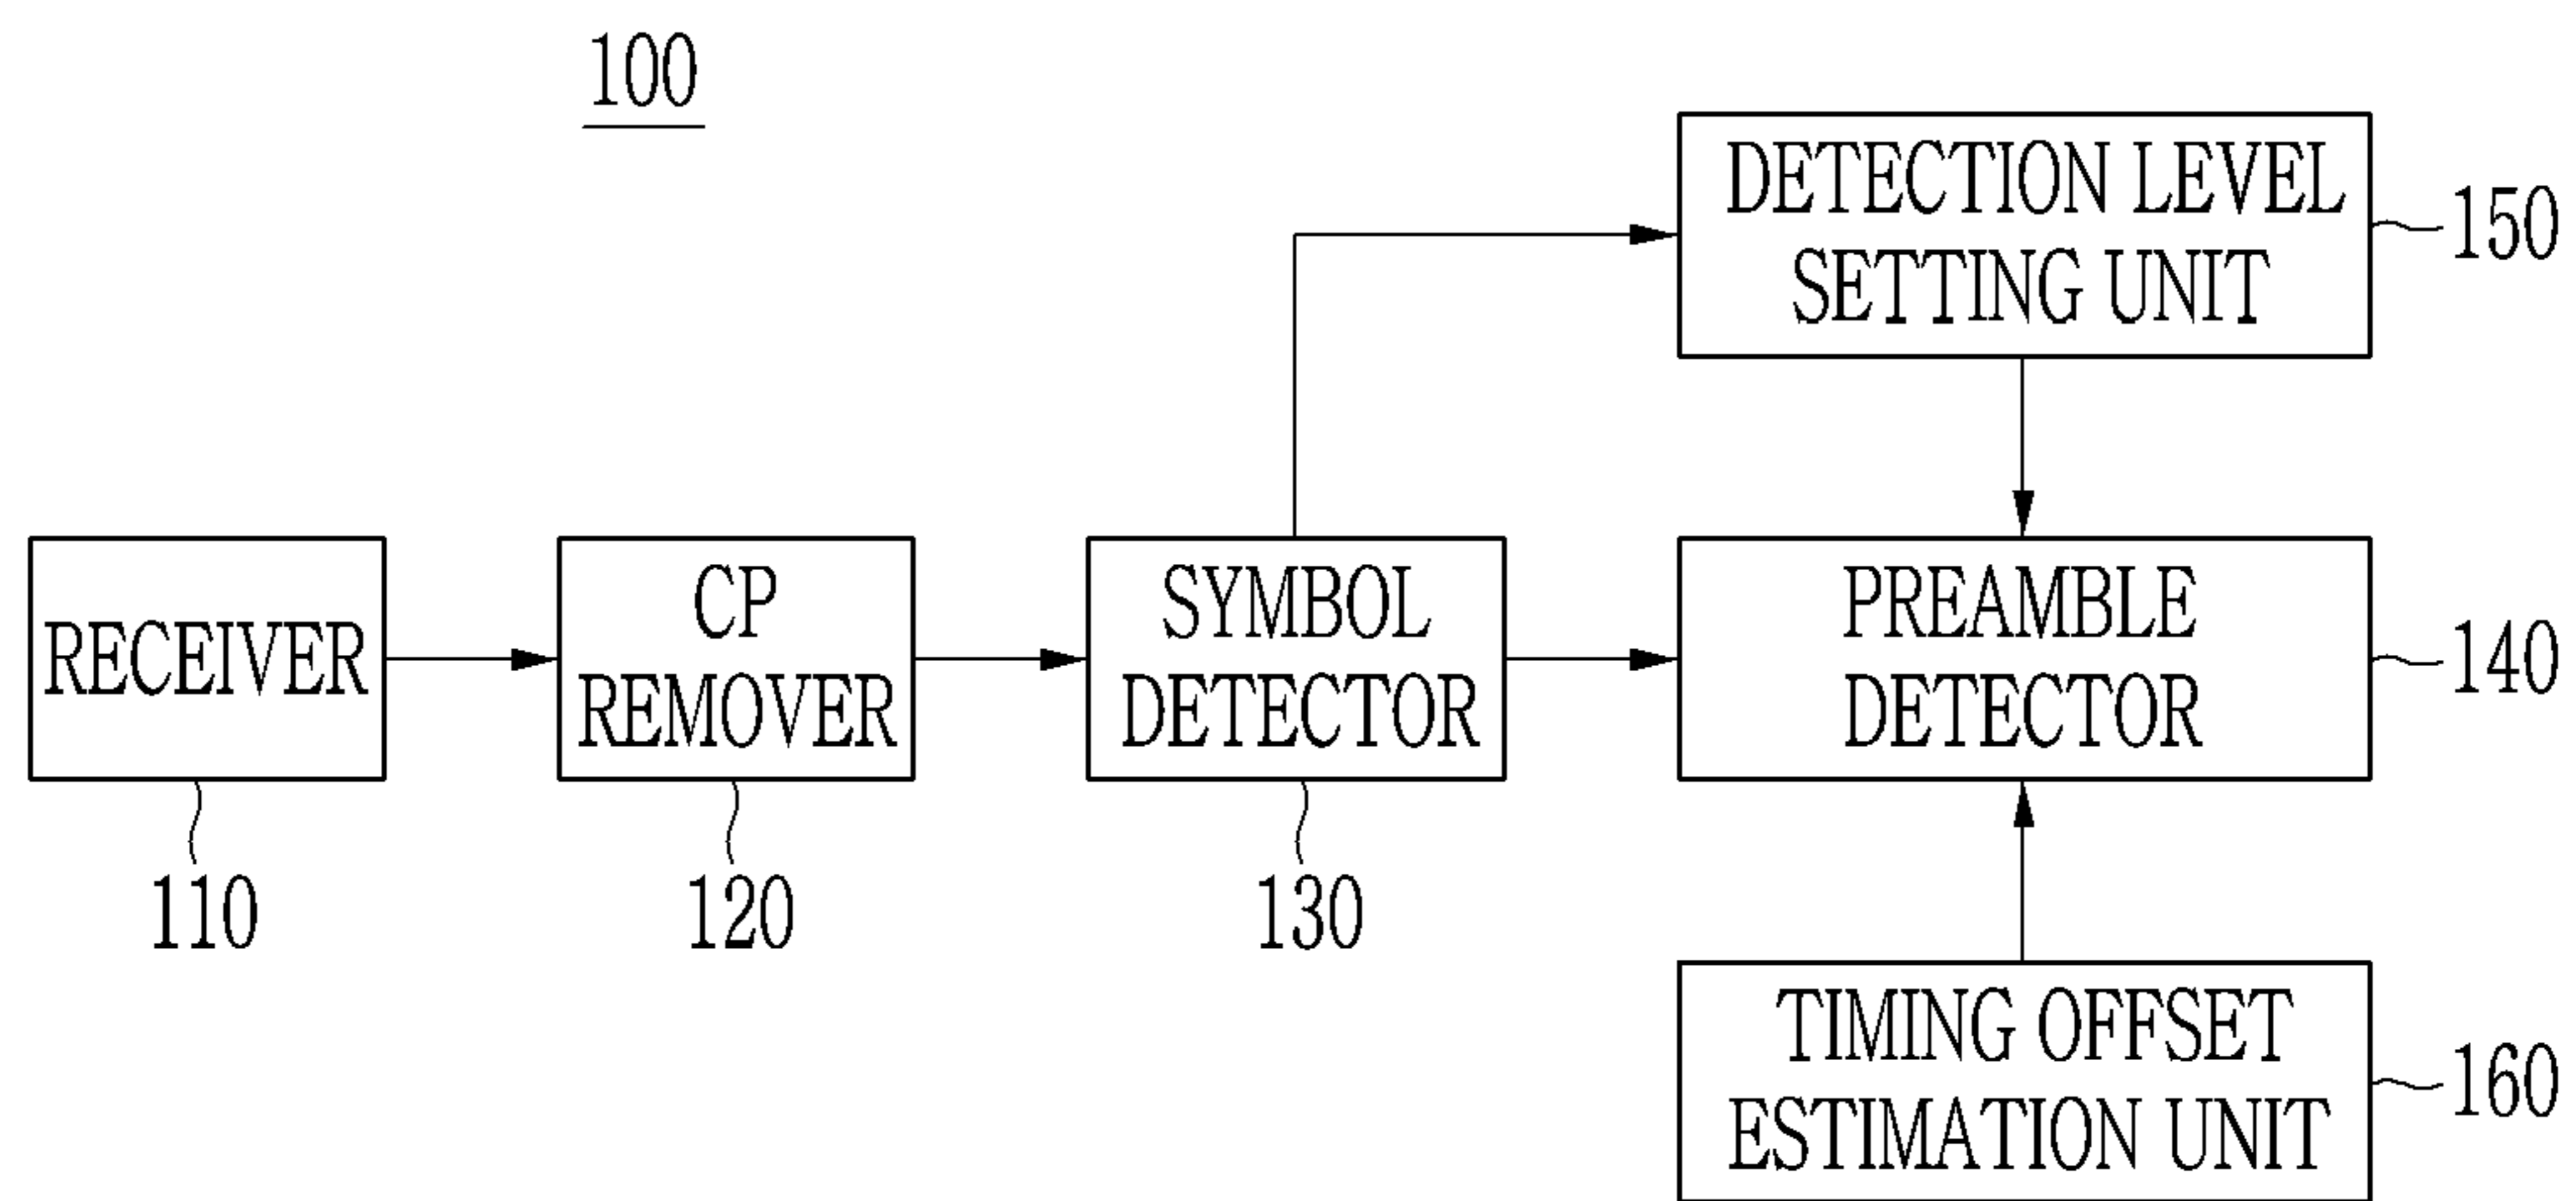 100
DETECTION LEVEL
SETTING UNIT
150
RECEIVER
110
CP
REMOVER
120
SYMBOL
DETECTOR
130
PREAMBLE
DETECTOR
140
TIMING OFFSET
ESTIMATION UNIT
160